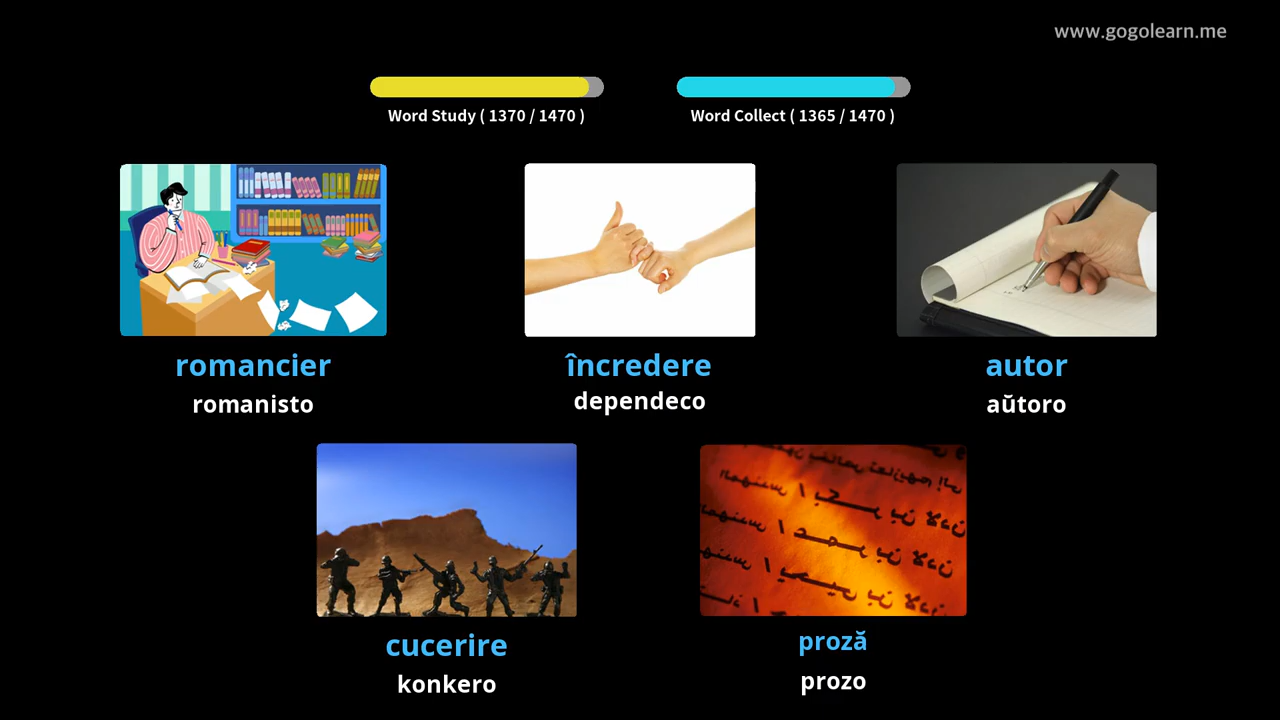 www.gogolearn.me
Word Study ( 1370 / 1470 )
Word Collect ( 1365 / 1470 )
romancier
romanisto
încredere
dependeco
autor
aŭtoro
cucerire
konkero
proză
prozo